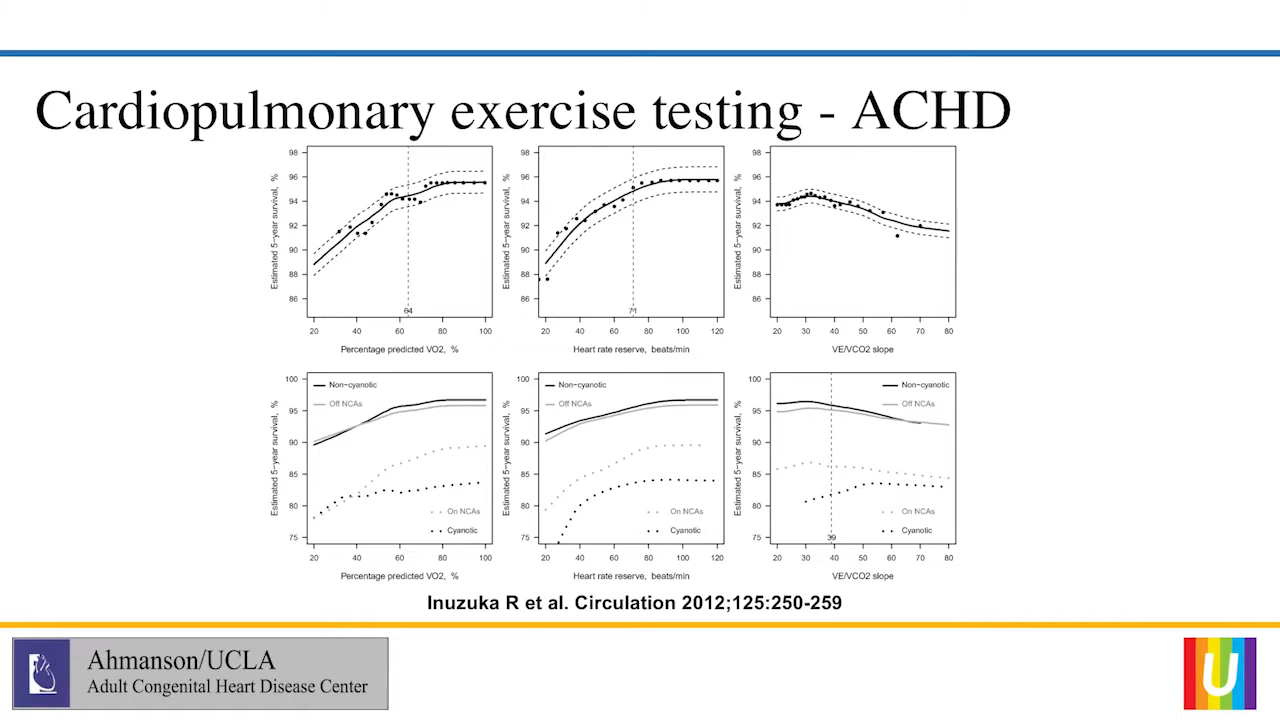 Cardiopulmonary exercise testing - ACHD
98
96
94
92
90
88
86
Estimated 5−year survival, %
64
20 40 60 80 100
Percentage predicted VO2, %
98
96
94
92
90
88
86
Estimated 5−year survival, %
71
20 40 60 80 100 120
Heart rate reserve, beats/min
98
96
94
92
90
88
86
Estimated 5−year survival, %
20 30 40 50 60 70 80
VE/VCO2 slope
100
95
90
85
80
75
Estimated 5−year survival, %
Non−cyanotic
Off NCAs
On NCAs
Cyanotic
20 40 60 80 100
Percentage predicted VO2, %
100
95
90
85
80
75
Estimated 5−year survival, %
Non−cyanotic
Off NCAs
On NCAs
Cyanotic
20 40 60 80 100 120
Heart rate reserve, beats/min
100
95
90
85
80
75
Estimated 5−year survival, %
Non−cyanotic
Off NCAs
On NCAs
Cyanotic
39
20 30 40 50 60 70 80
VE/VCO2 slope
Inuzuka R et al. Circulation 2012;125:250-259
Ahmanson/UCLA
Adult Congenital Heart Disease Center
U